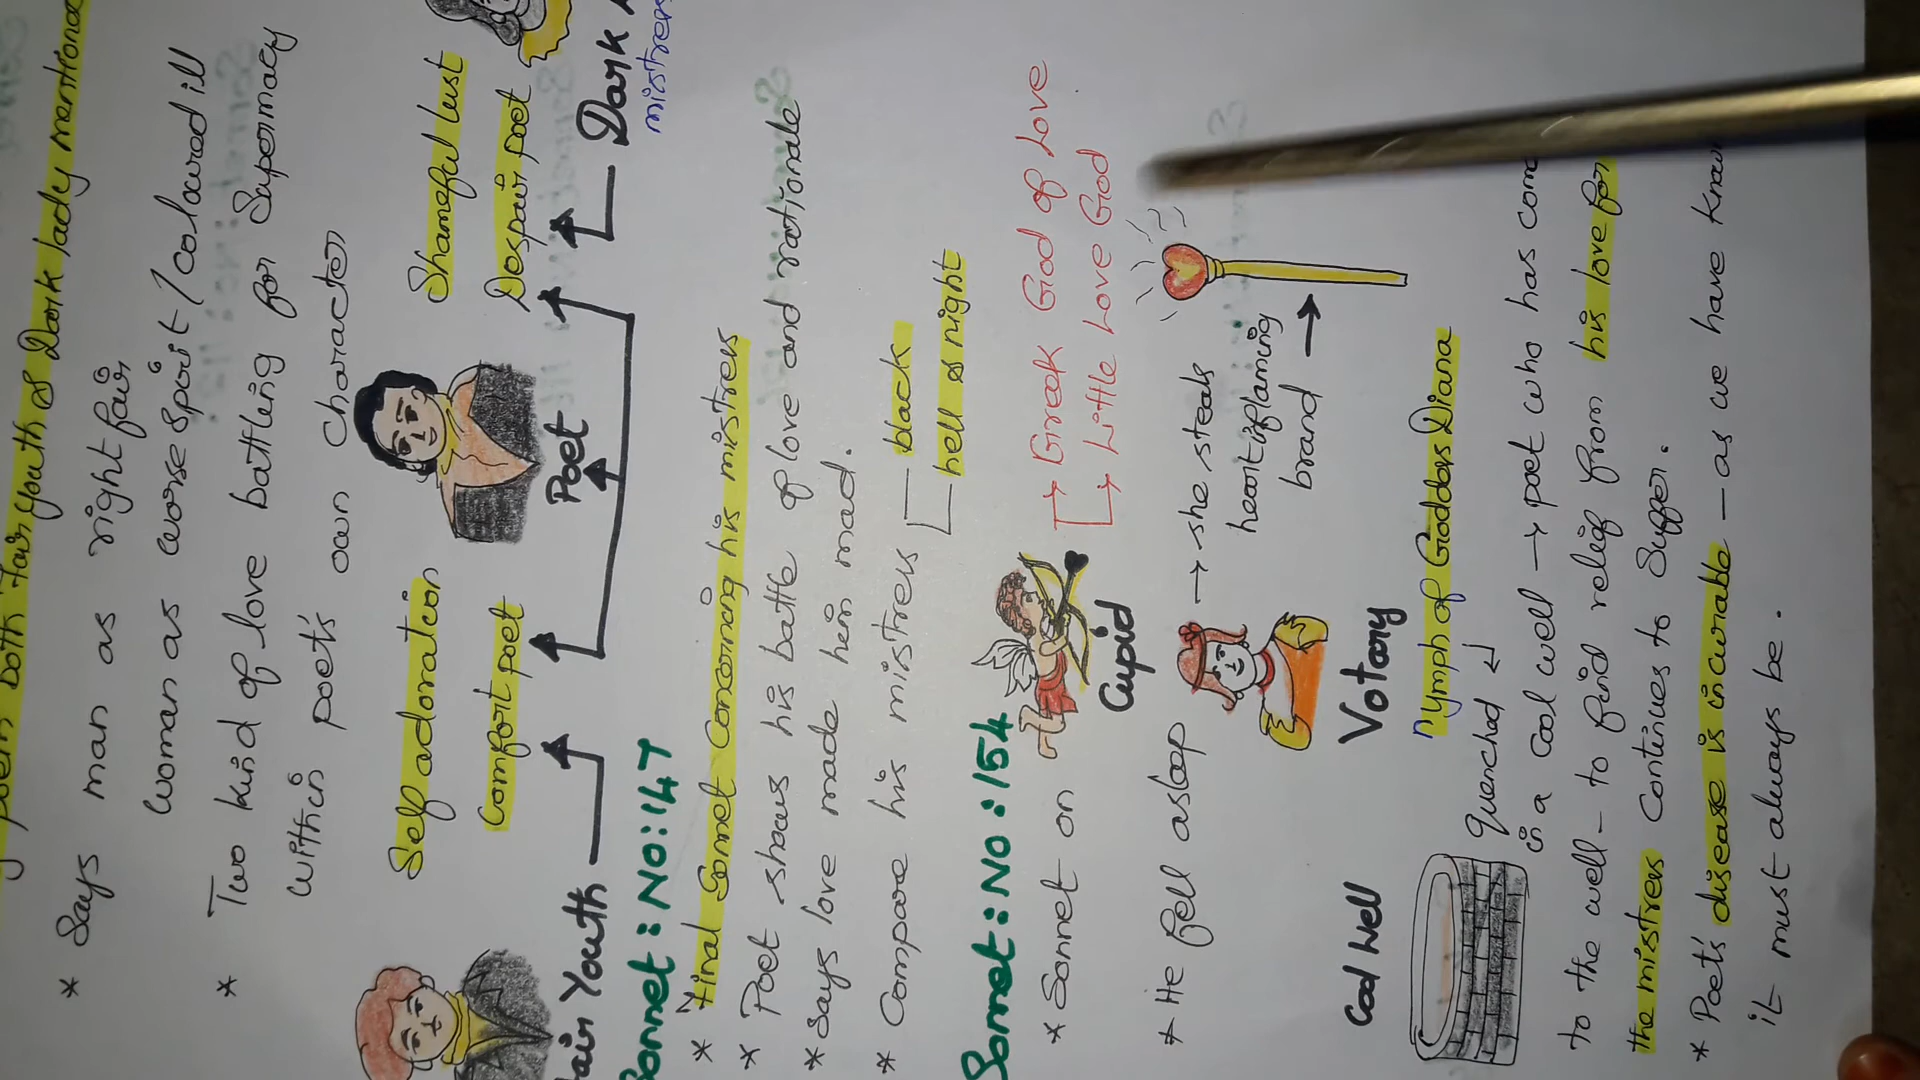 poem both fair youth & Dark lady mentioned
* Says man as right fair
woman as worse spirit / coloured ill
* Two kind of love battling for Supermacy
within poet's own character
Self adoration
Comfort poet
Shameful lust
Despair poet
Fair Youth
Poet
Dark
mistress
Sonnet : No : 147
* Final Sonnet Concerning his mistress
* Poet shows his battle of love and rationale
* Says love made him mad.
* Compare his mistress - black
hell & night
Sonnet : No : 154
* Sonnet on Cupid
→ Greek God of Love
→ Little Love God
* He fell asleep
Votary
→ she steals
heart inflaming
brand →
Nymph of Goddess Diana
Cool Well
Quenched
in a cool well → poet who has come
to the well - to find relief from his love for
the mistress Continues to Suffer.
* Poet's disease is incurable - as we have known
it must always be.